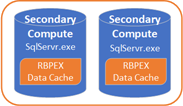 Secondary
Compute
SqlServr.exe
RBPEX
Data Cache
Secondary
Compute
SqlServr.exe
RBPEX
Data Cache